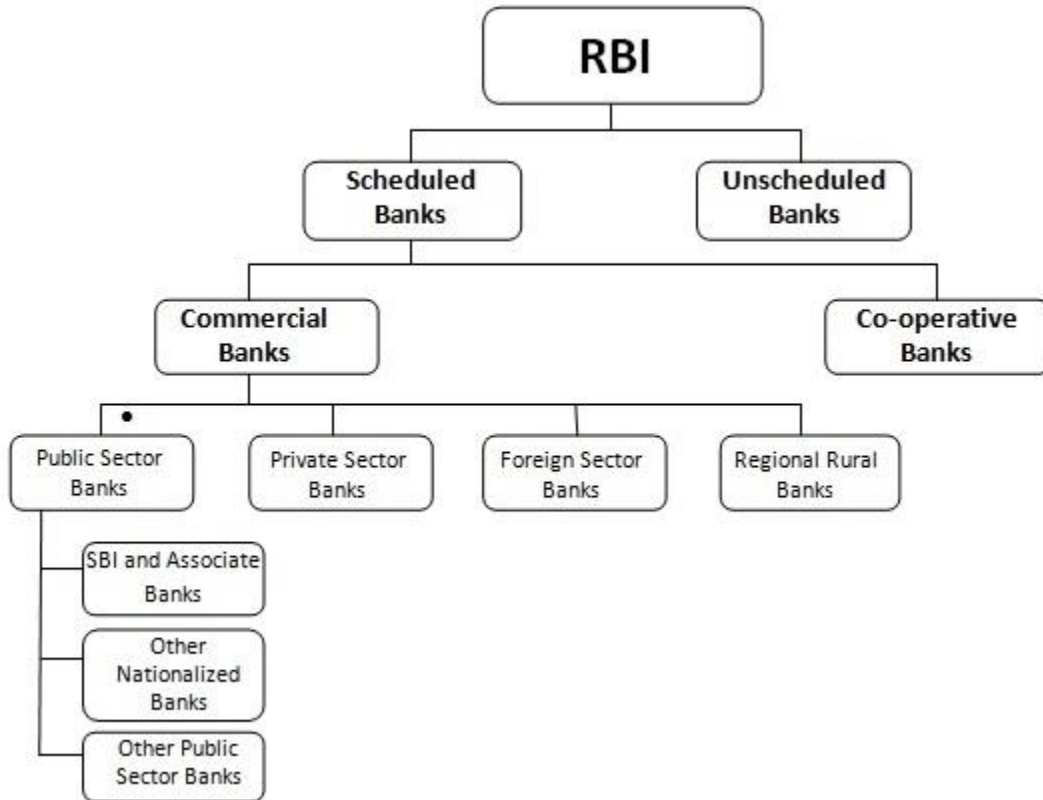 RBI
Scheduled
Banks
Unscheduled
Banks
Commercial
Banks
Co-operative
Banks
Public Sector
Banks
Private Sector
Banks
Foreign Sector
Banks
Regional Rural
Banks
SBI and Associate
Banks
Other
Nationalized
Banks
Other Public
Sector Banks